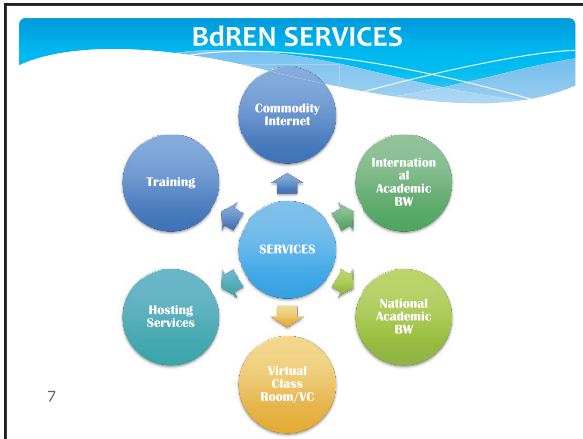 BdREN SERVICES
Commodity
Internet
Internation
al
Academic
BW
National
Academic
BW
Virtual
Class
Room/VC
Hosting
Services
Training
SERVICES
7